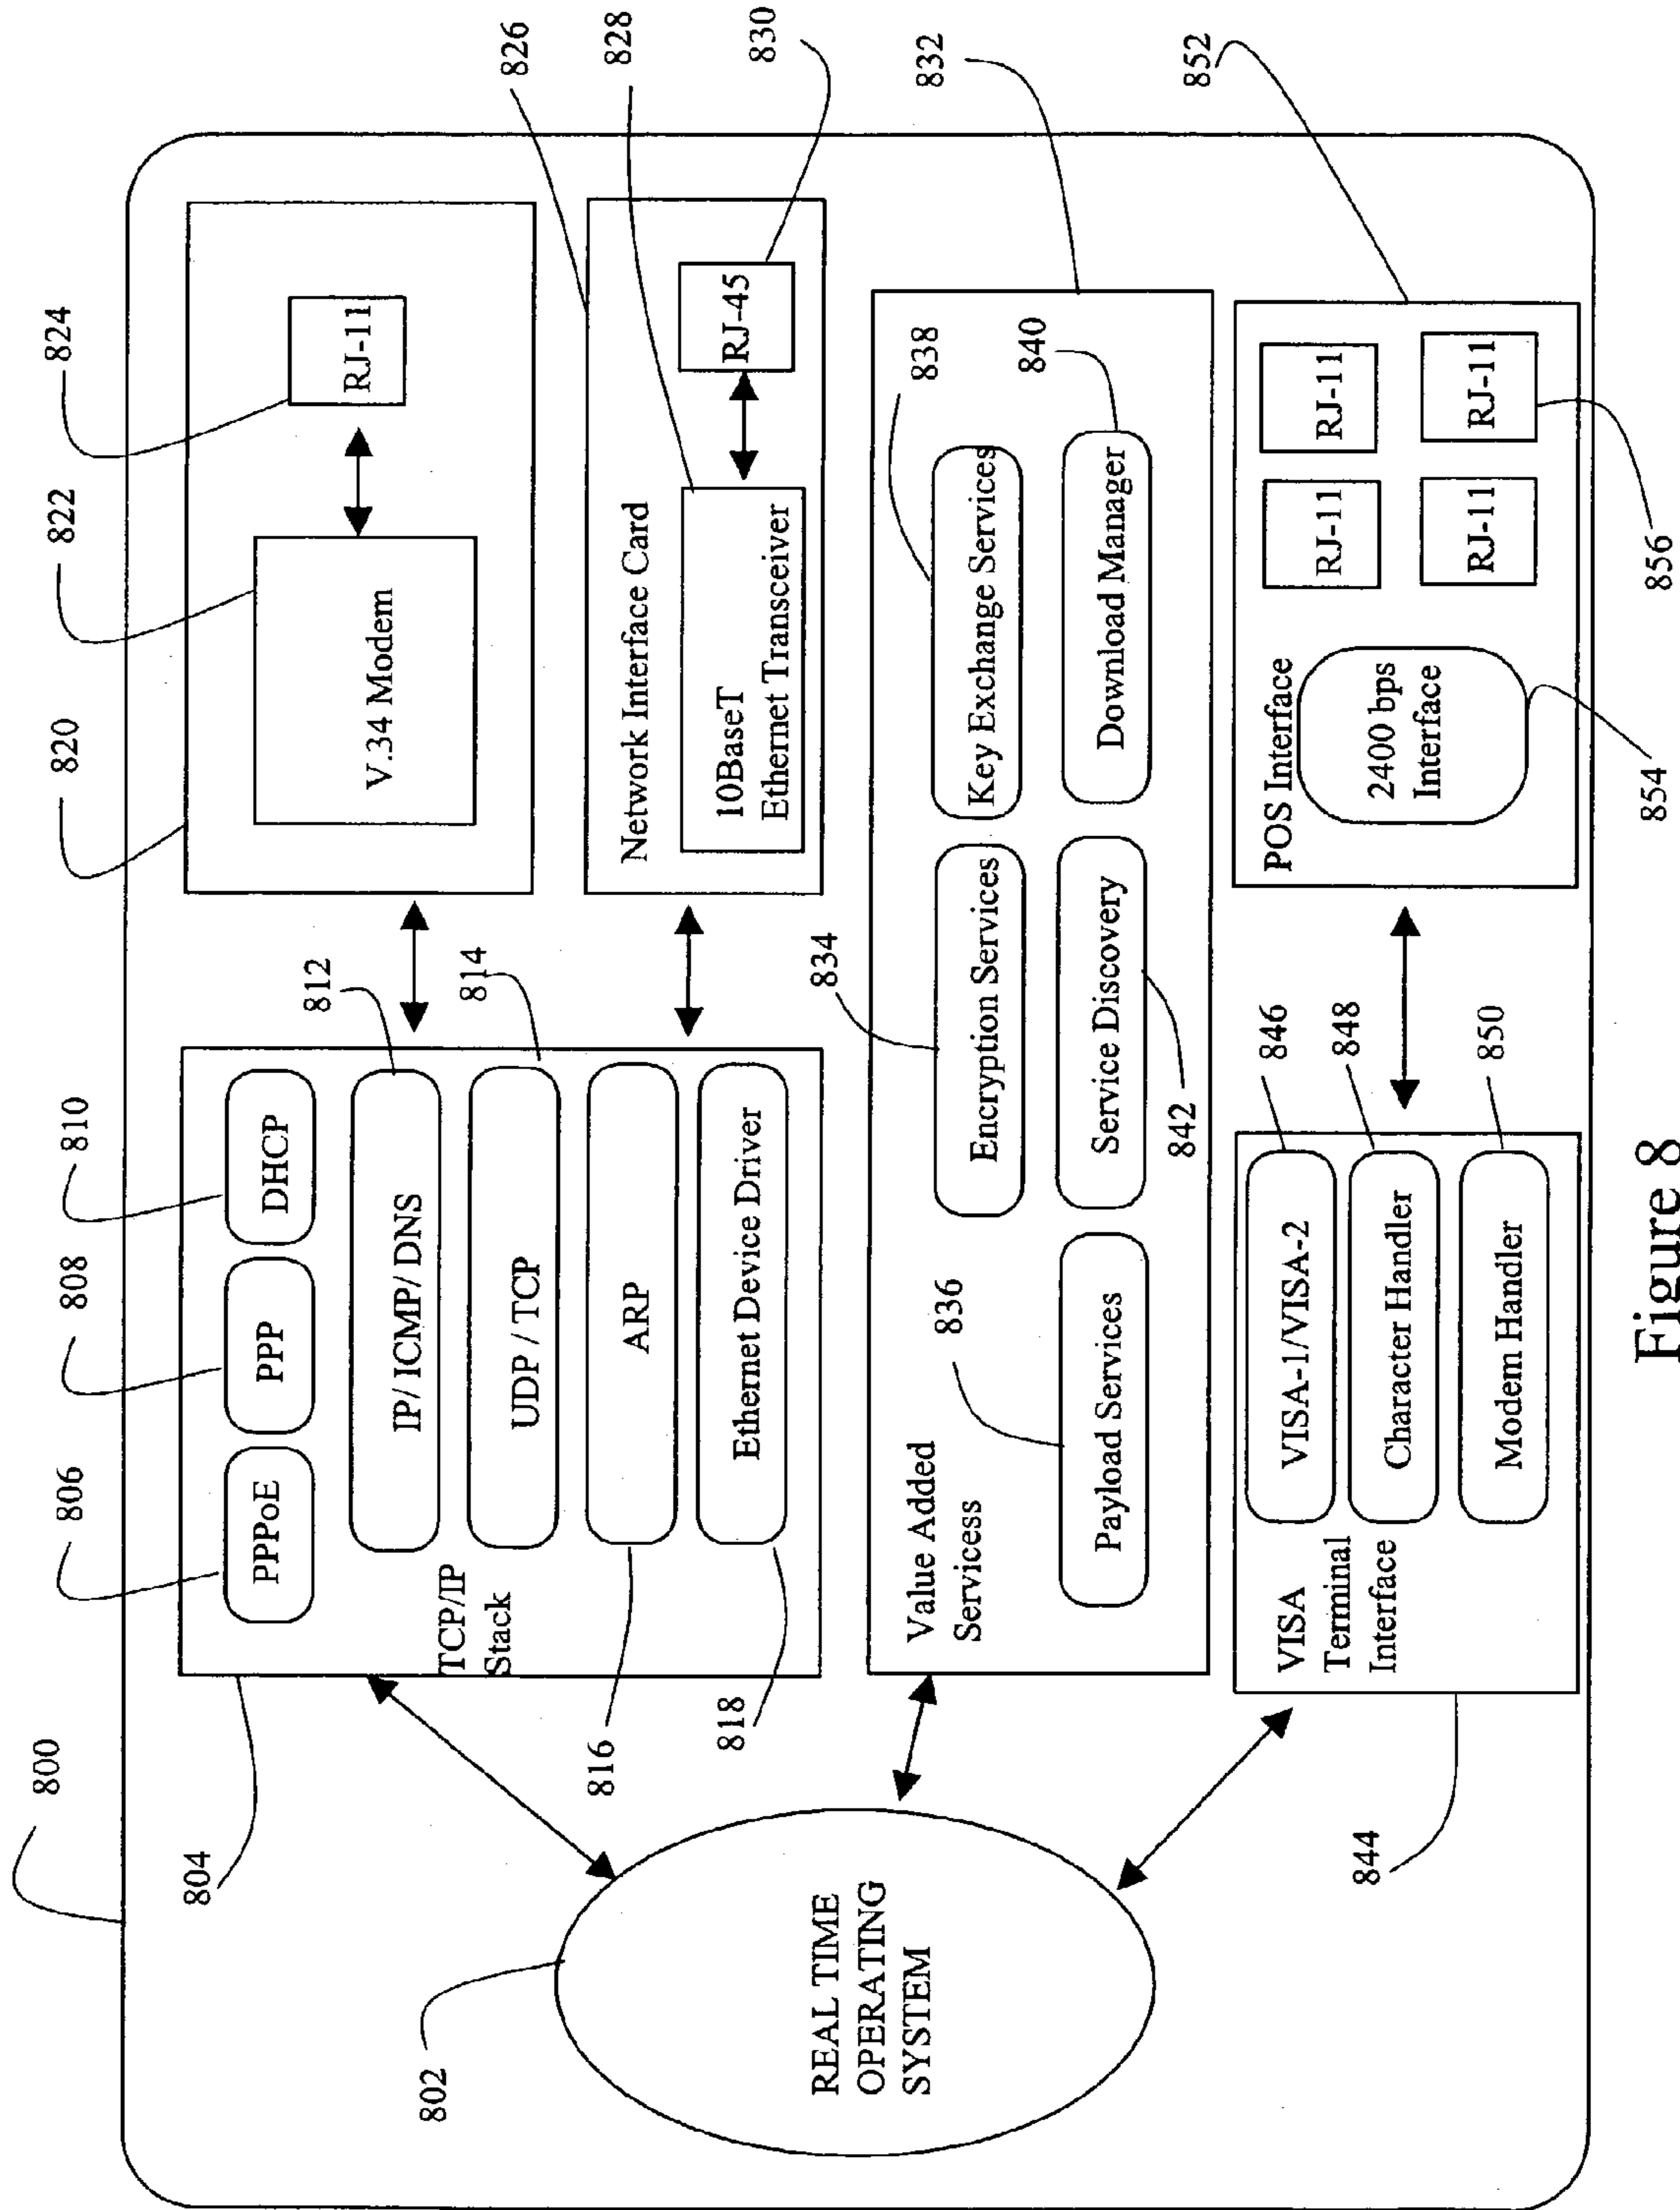 800
806
808
810
812
814
820
822
824
826
828
830
832
852
PPPoE
PPP
DHCP
IP/ ICMP/ DNS
UDP / TCP
TCP/IP
Stack
ARP
Ethernet Device Driver
804
816
818
V.34 Modem
RJ-11
Network Interface Card
10BaseT
Ethernet Transceiver
RJ-45
802
REAL TIME
OPERATING
SYSTEM
Value Added
Services
836
834
838
840
842
Encryption Services
Key Exchange Services
Payload Services
Service Discovery
Download Manager
844
VISA
Terminal
Interface
VISA-1/VISA-2
Character Handler
Modem Handler
846
848
850
POS Interface
2400 bps
Interface
RJ-11
RJ-11
RJ-11
RJ-11
854
856
Figure 8